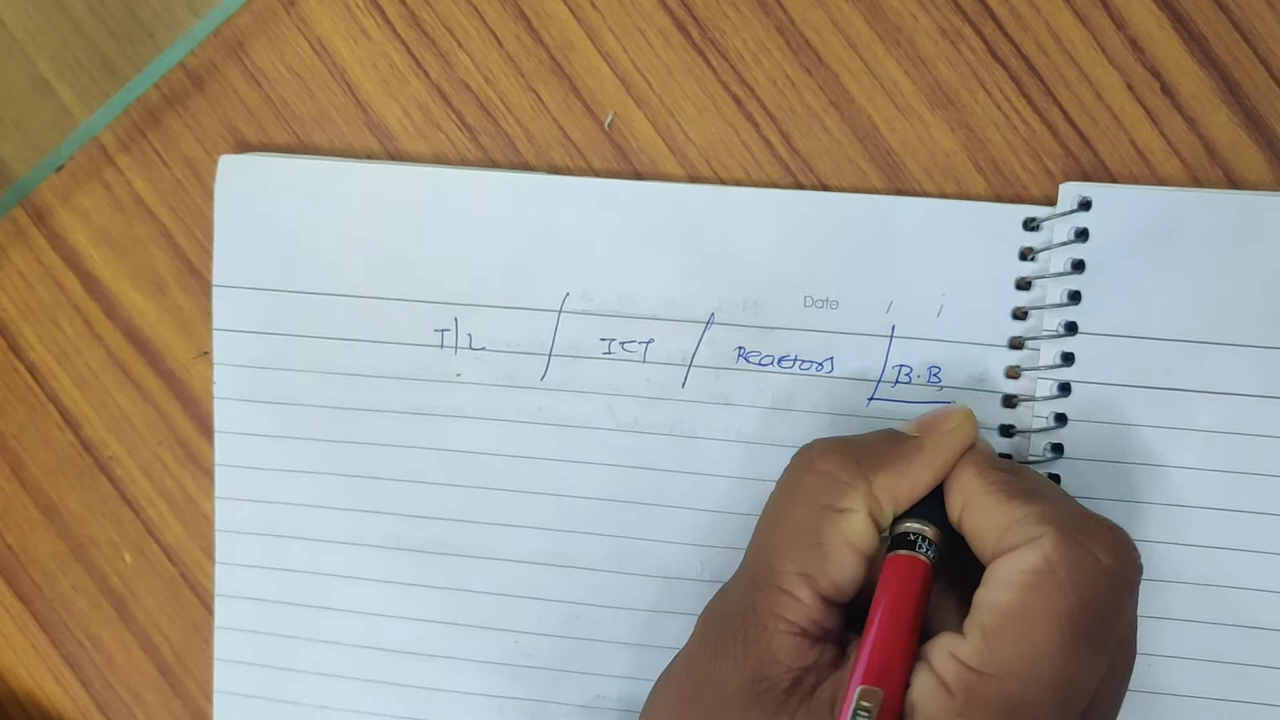 Date / /
T/L / ICT / Reactors / B.B